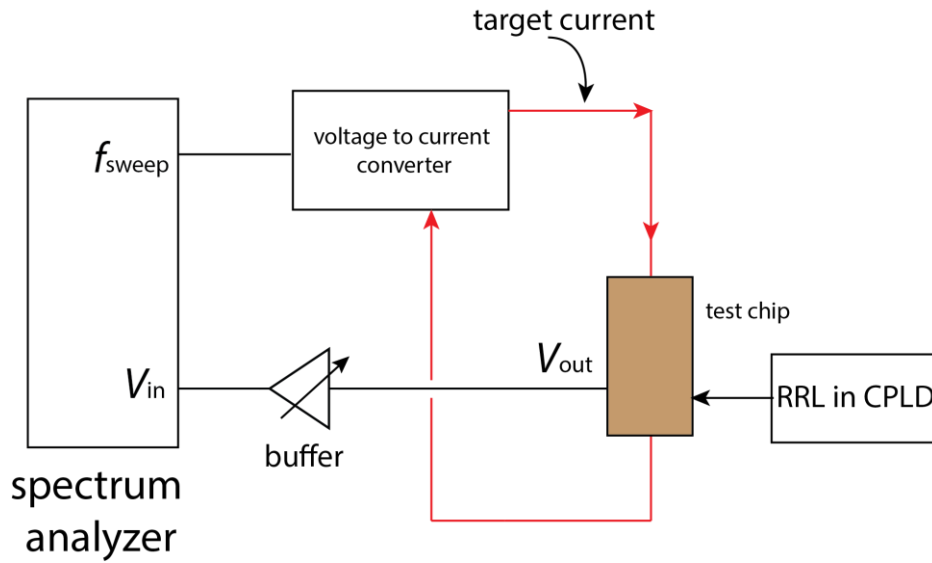 target current
voltage to current
converter
fsweep
test chip
Vout
Vin
RRL in CPLD
buffer
spectrum
analyzer